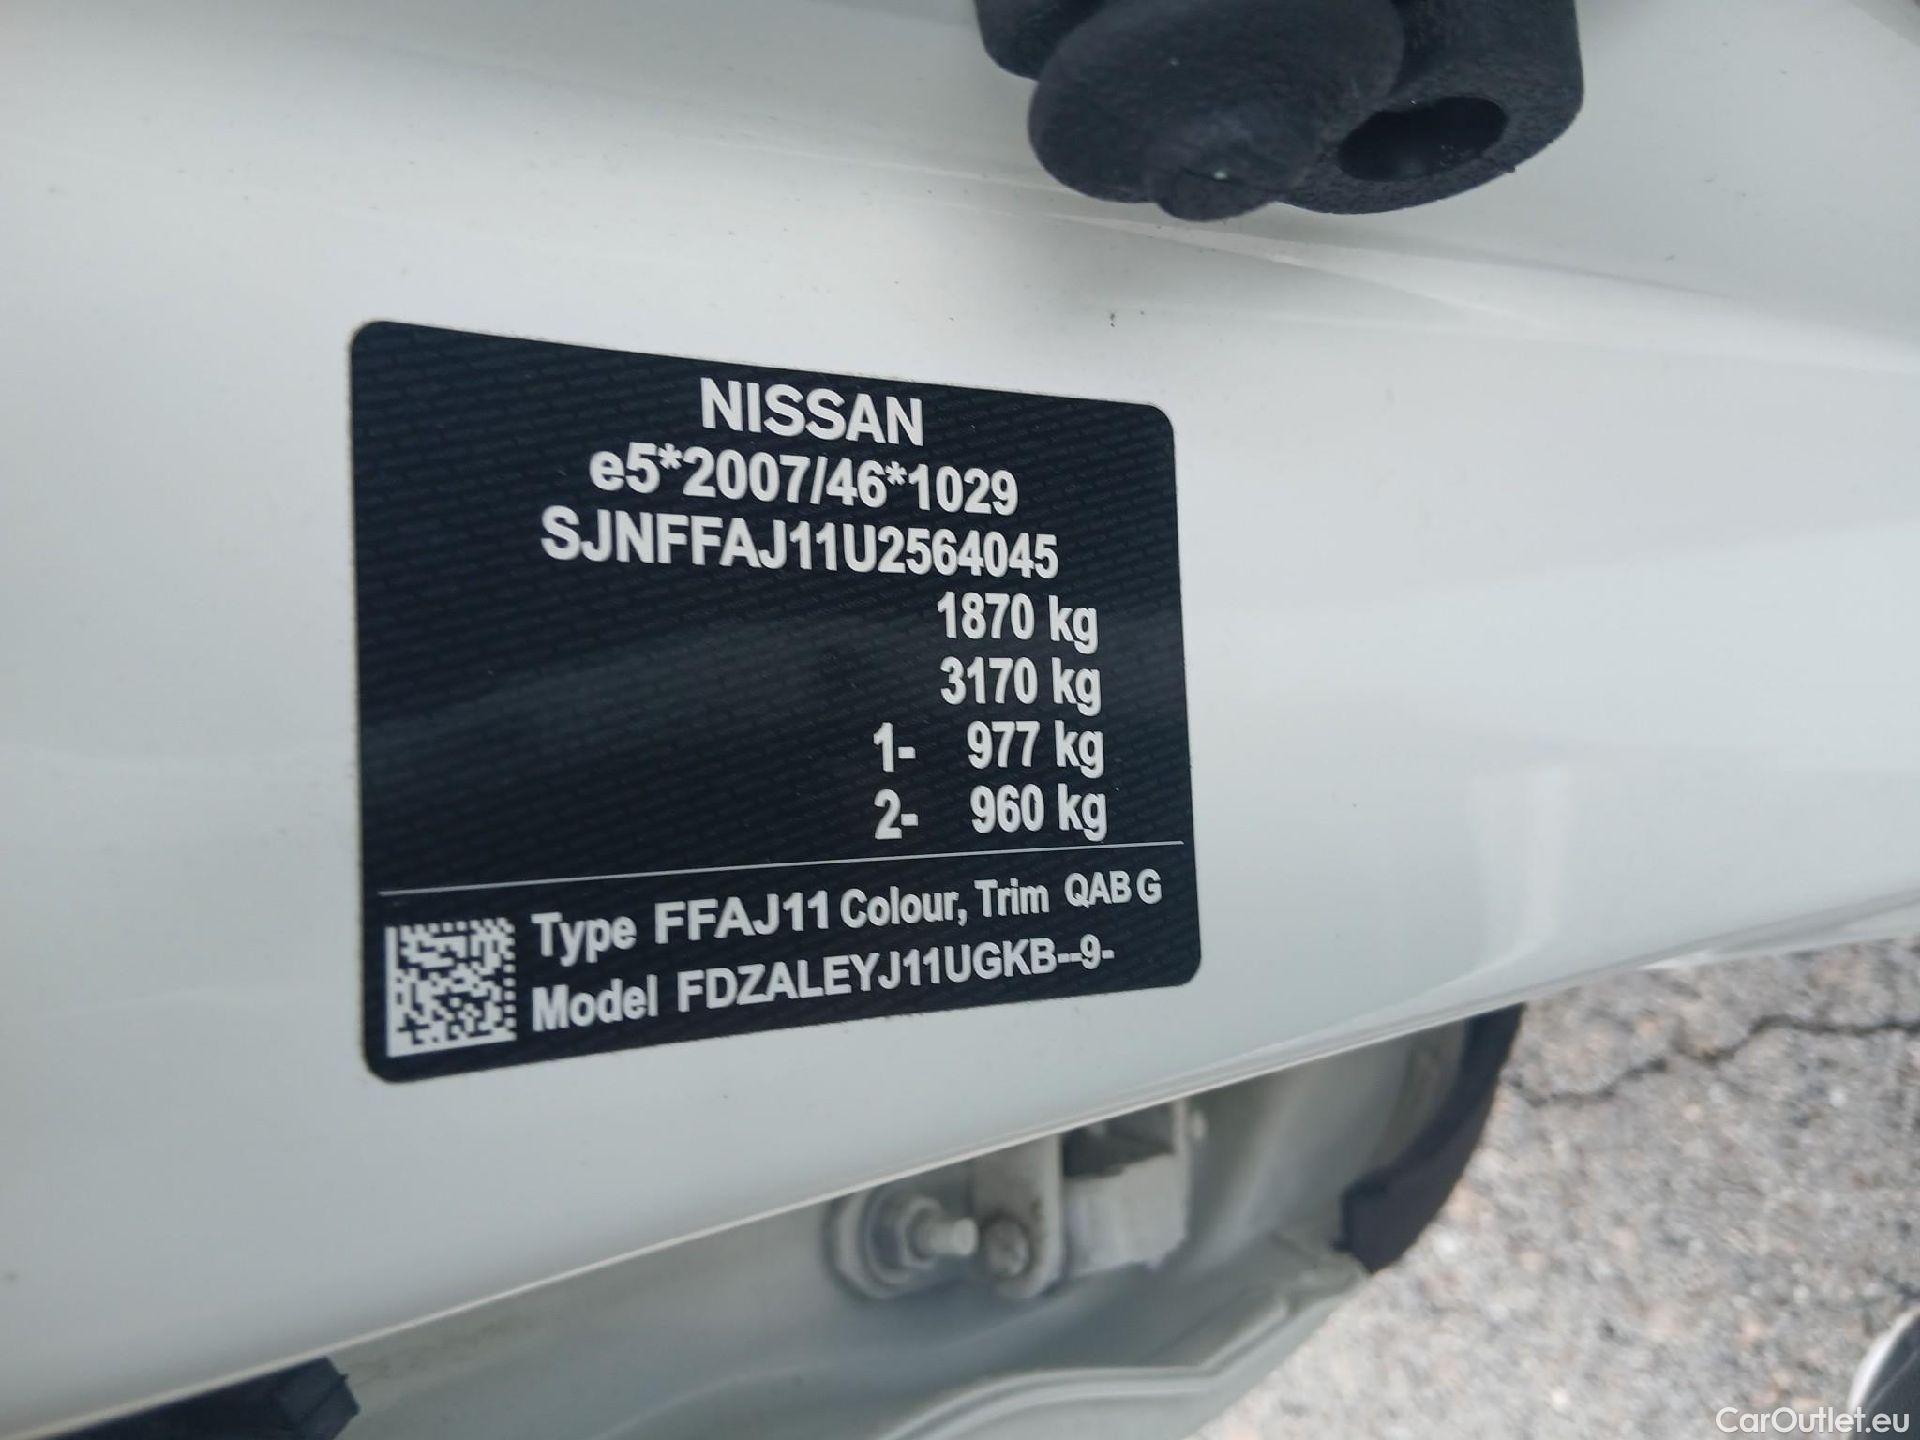 NISSAN
e5*2007/46*1029
SJNFFAJ11U2564045
1870 kg
3170 kg
1- 977 kg
2- 960 kg
Type FFAJ11 Colour, Trim QAB G
Model FDZALEYJ11UGKB--9-
CarOutlet.eu